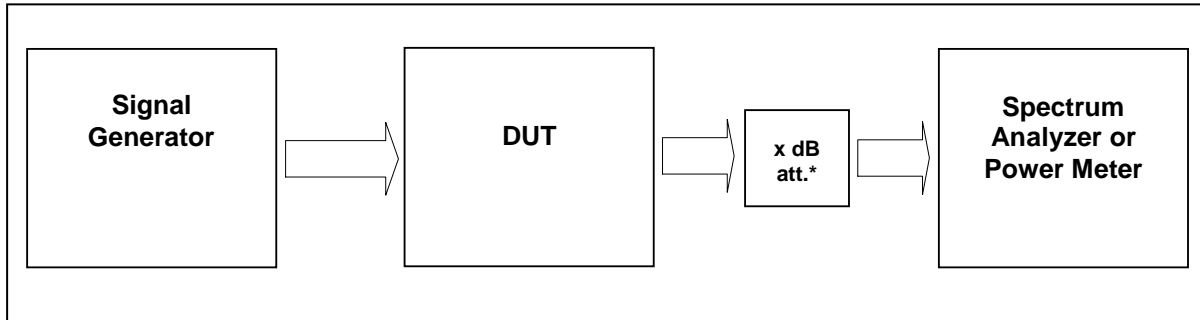 Signal
Generator
DUT
x dB
att.*
Spectrum
Analyzer or
Power Meter